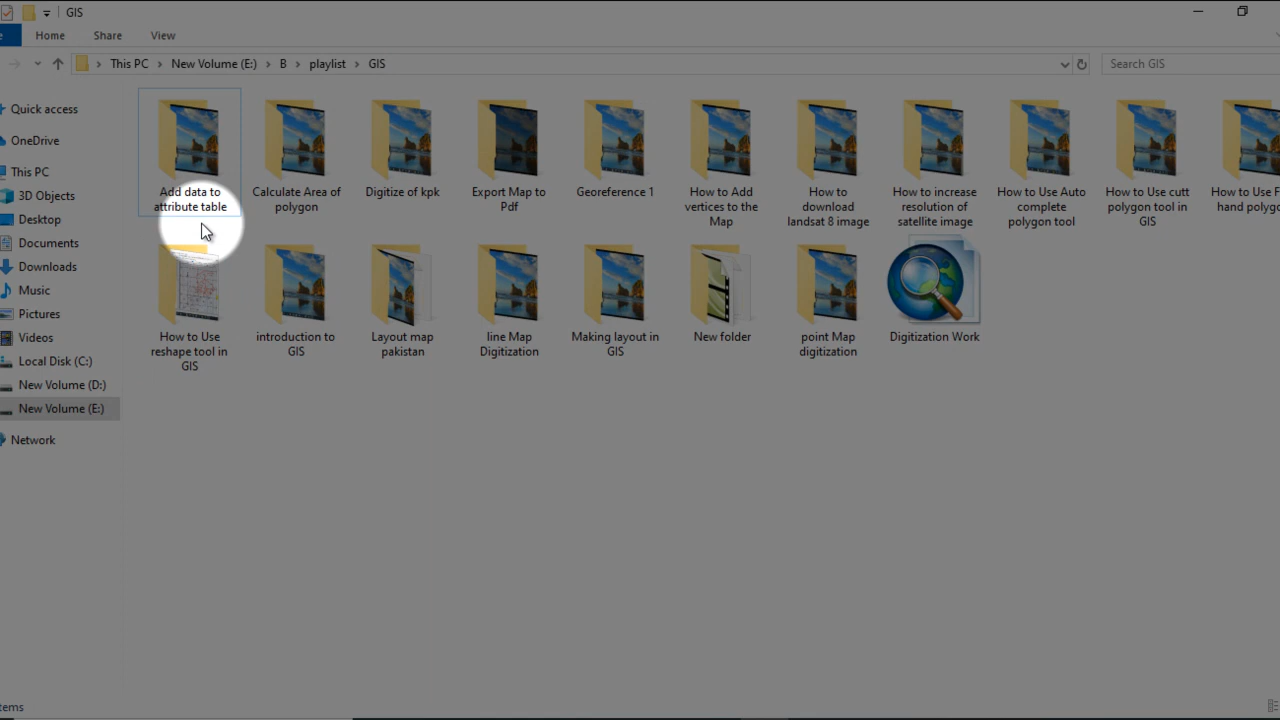 GIS
Home
Share
View
This PC
New Volume (E:)
B
playlist
GIS
Search GIS
Quick access
OneDrive
This PC
3D Objects
Desktop
Documents
Downloads
Music
Pictures
Videos
Local Disk (C:)
New Volume (D:)
New Volume (E:)
Network
Add data to
attribute table
Calculate Area of
polygon
Digitize of kpk
Export Map to
Pdf
Georeference 1
How to Add
vertices to the
Map
How to
download
landsat 8 image
How to increase
resolution of
satellite image
How to Use Auto
complete
polygon tool
How to Use cutt
polygon tool in
GIS
How to Use F
hand polyg
How to Use
reshape tool in
GIS
introduction to
GIS
Layout map
pakistan
line Map
Digitization
Making layout in
GIS
New folder
point Map
digitization
Digitization Work
tems